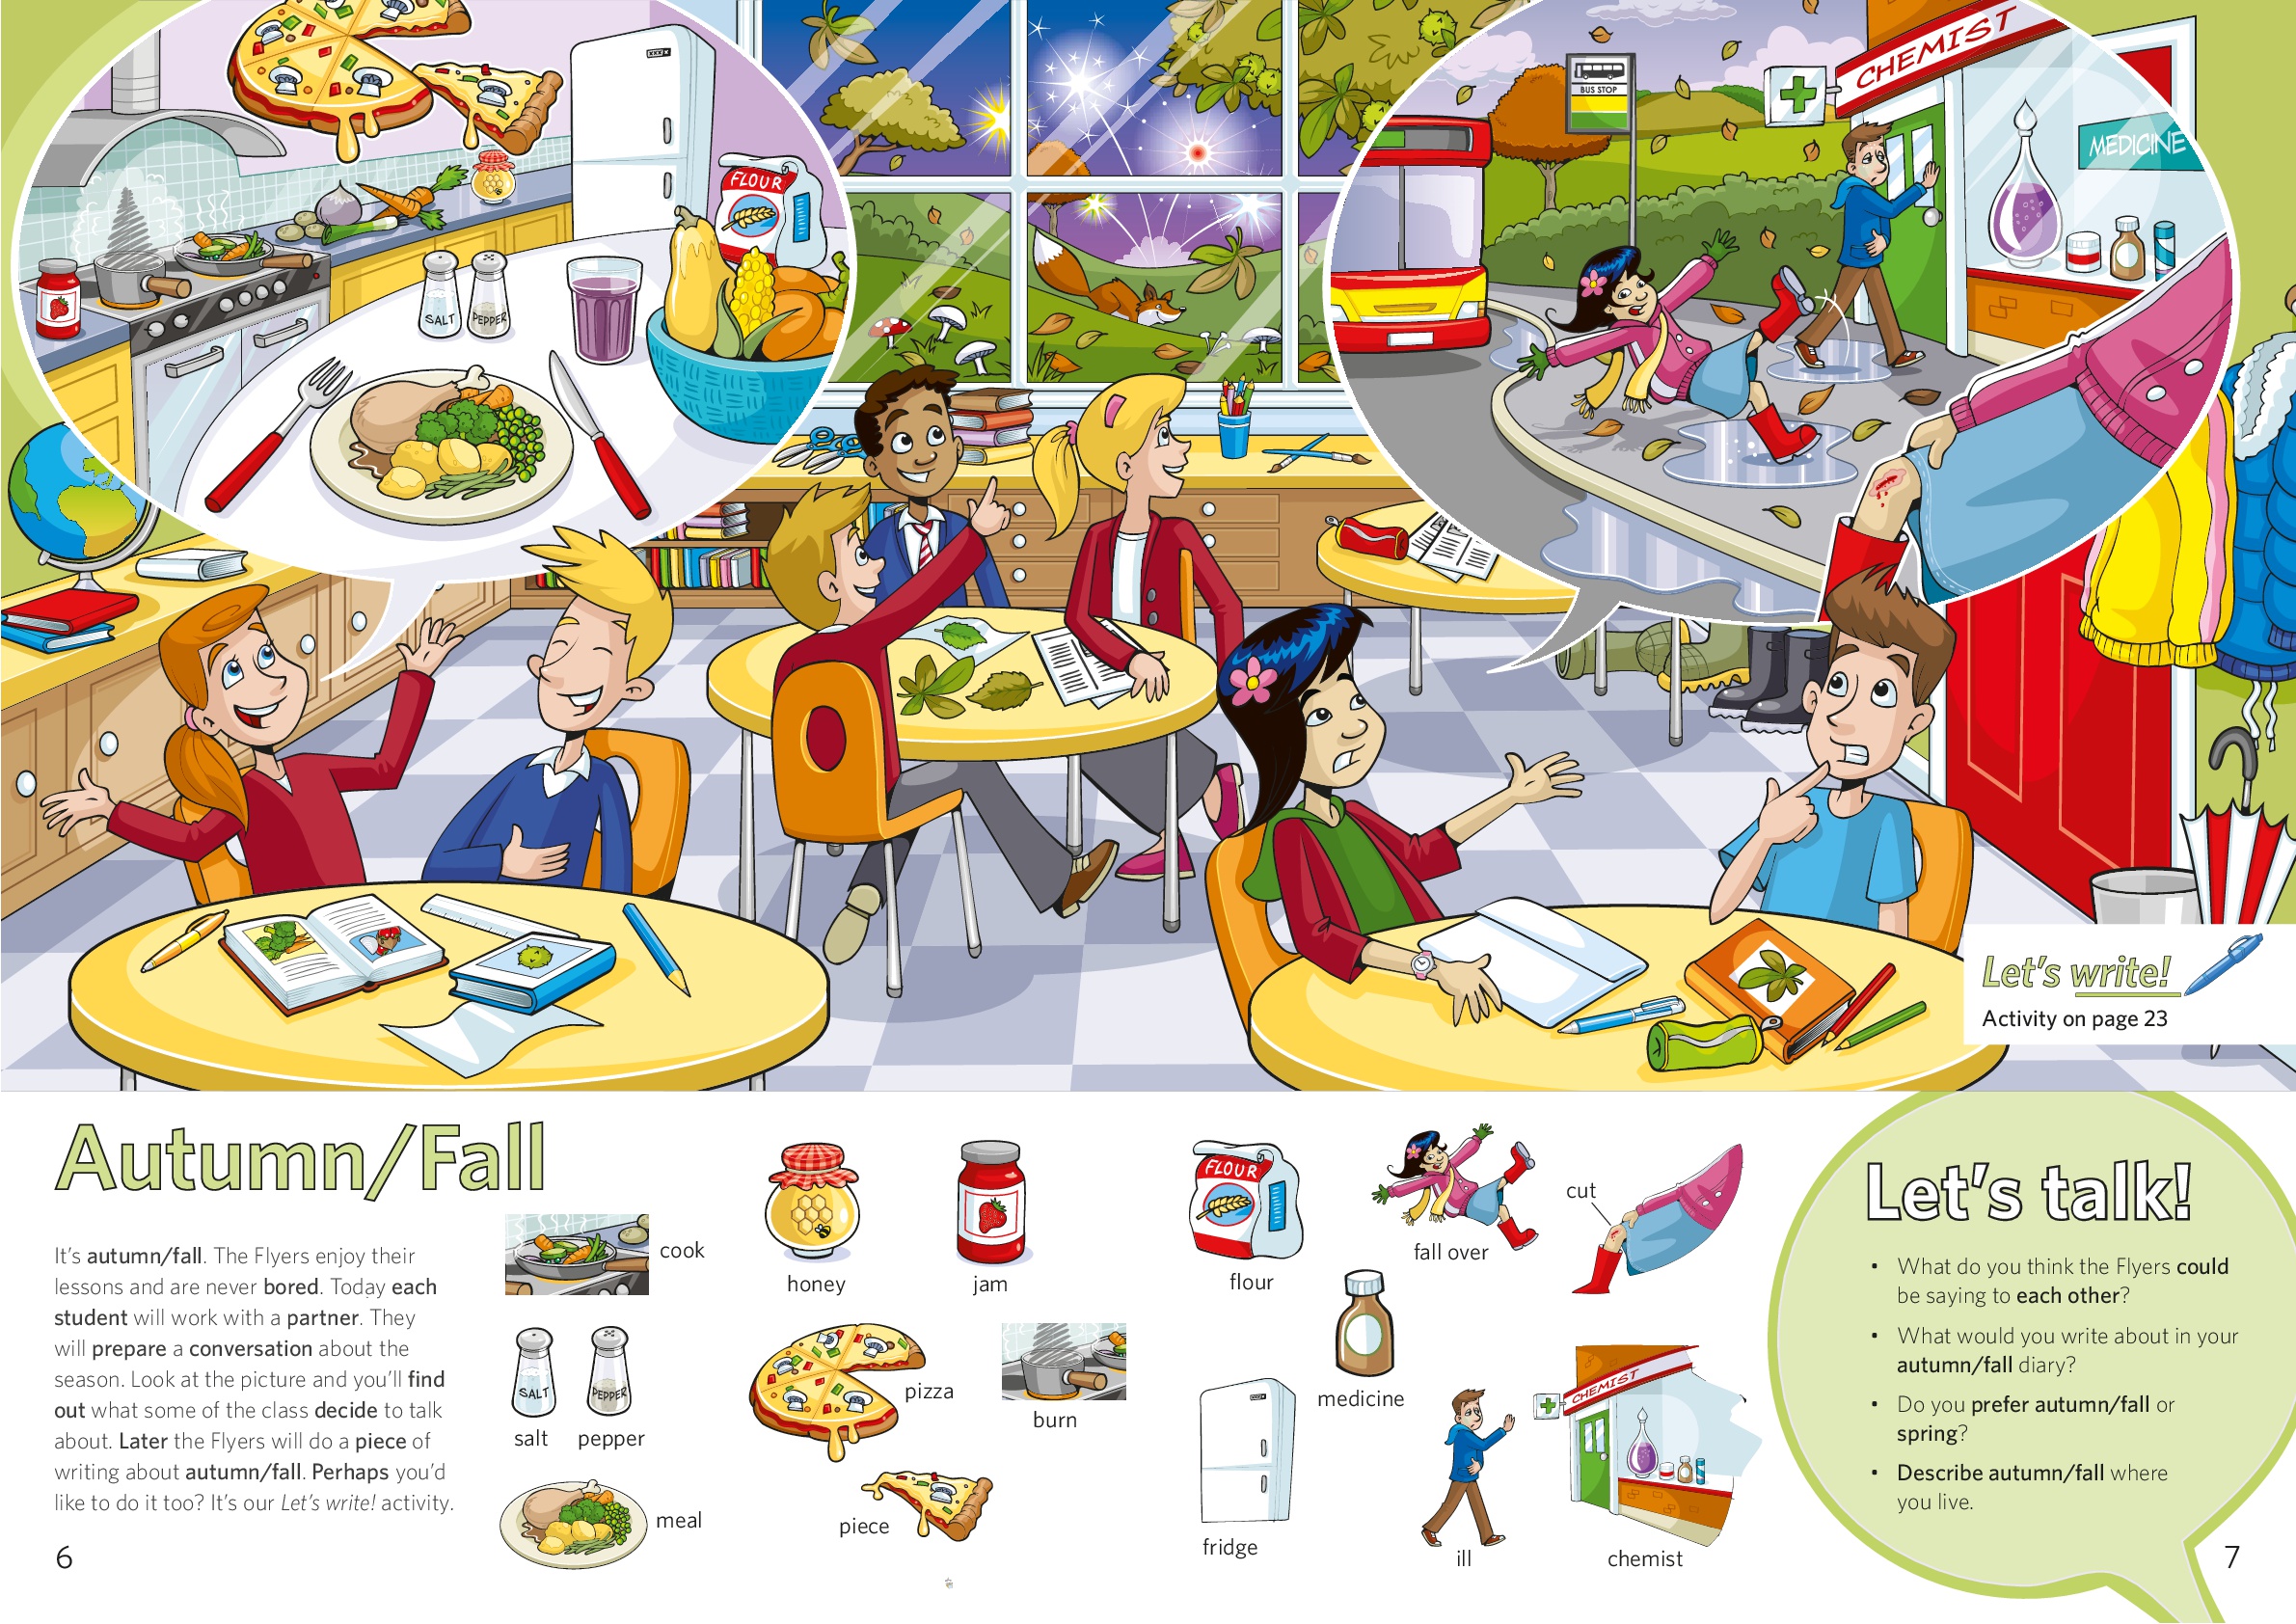 FLOUR
SALT
PEPPER
BUS STOP
CHEMIST
MEDICINE
Let's write!
Activity on page 23
Autumn/Fall
It's autumn/fall. The Flyers enjoy their
lessons and are never bored. Today each
student will work with a partner. They
will prepare a conversation about the
season. Look at the picture and you'll find
out what some of the class decide to talk
about. Later the Flyers will do a piece of
writing about autumn/fall. Perhaps you'd
like to do it too? It's our Let's write! activity.
6
cook
SALT
PEPPER
salt
pepper
meal
honey
jam
pizza
burn
piece
FLOUR
flour
fall over
cut
medicine
fridge
ill
CHEMIST
chemist
Let's talk!
• What do you think the Flyers could
be saying to each other?
• What would you write about in your
autumn/fall diary?
• Do you prefer autumn/fall or
spring?
• Describe autumn/fall where
you live.
7